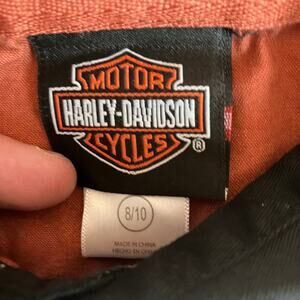 MOTOR
HARLEY-DAVIDSON
CYCLES
®
8/10
MADE IN CHINA
HECHO EN CHINA